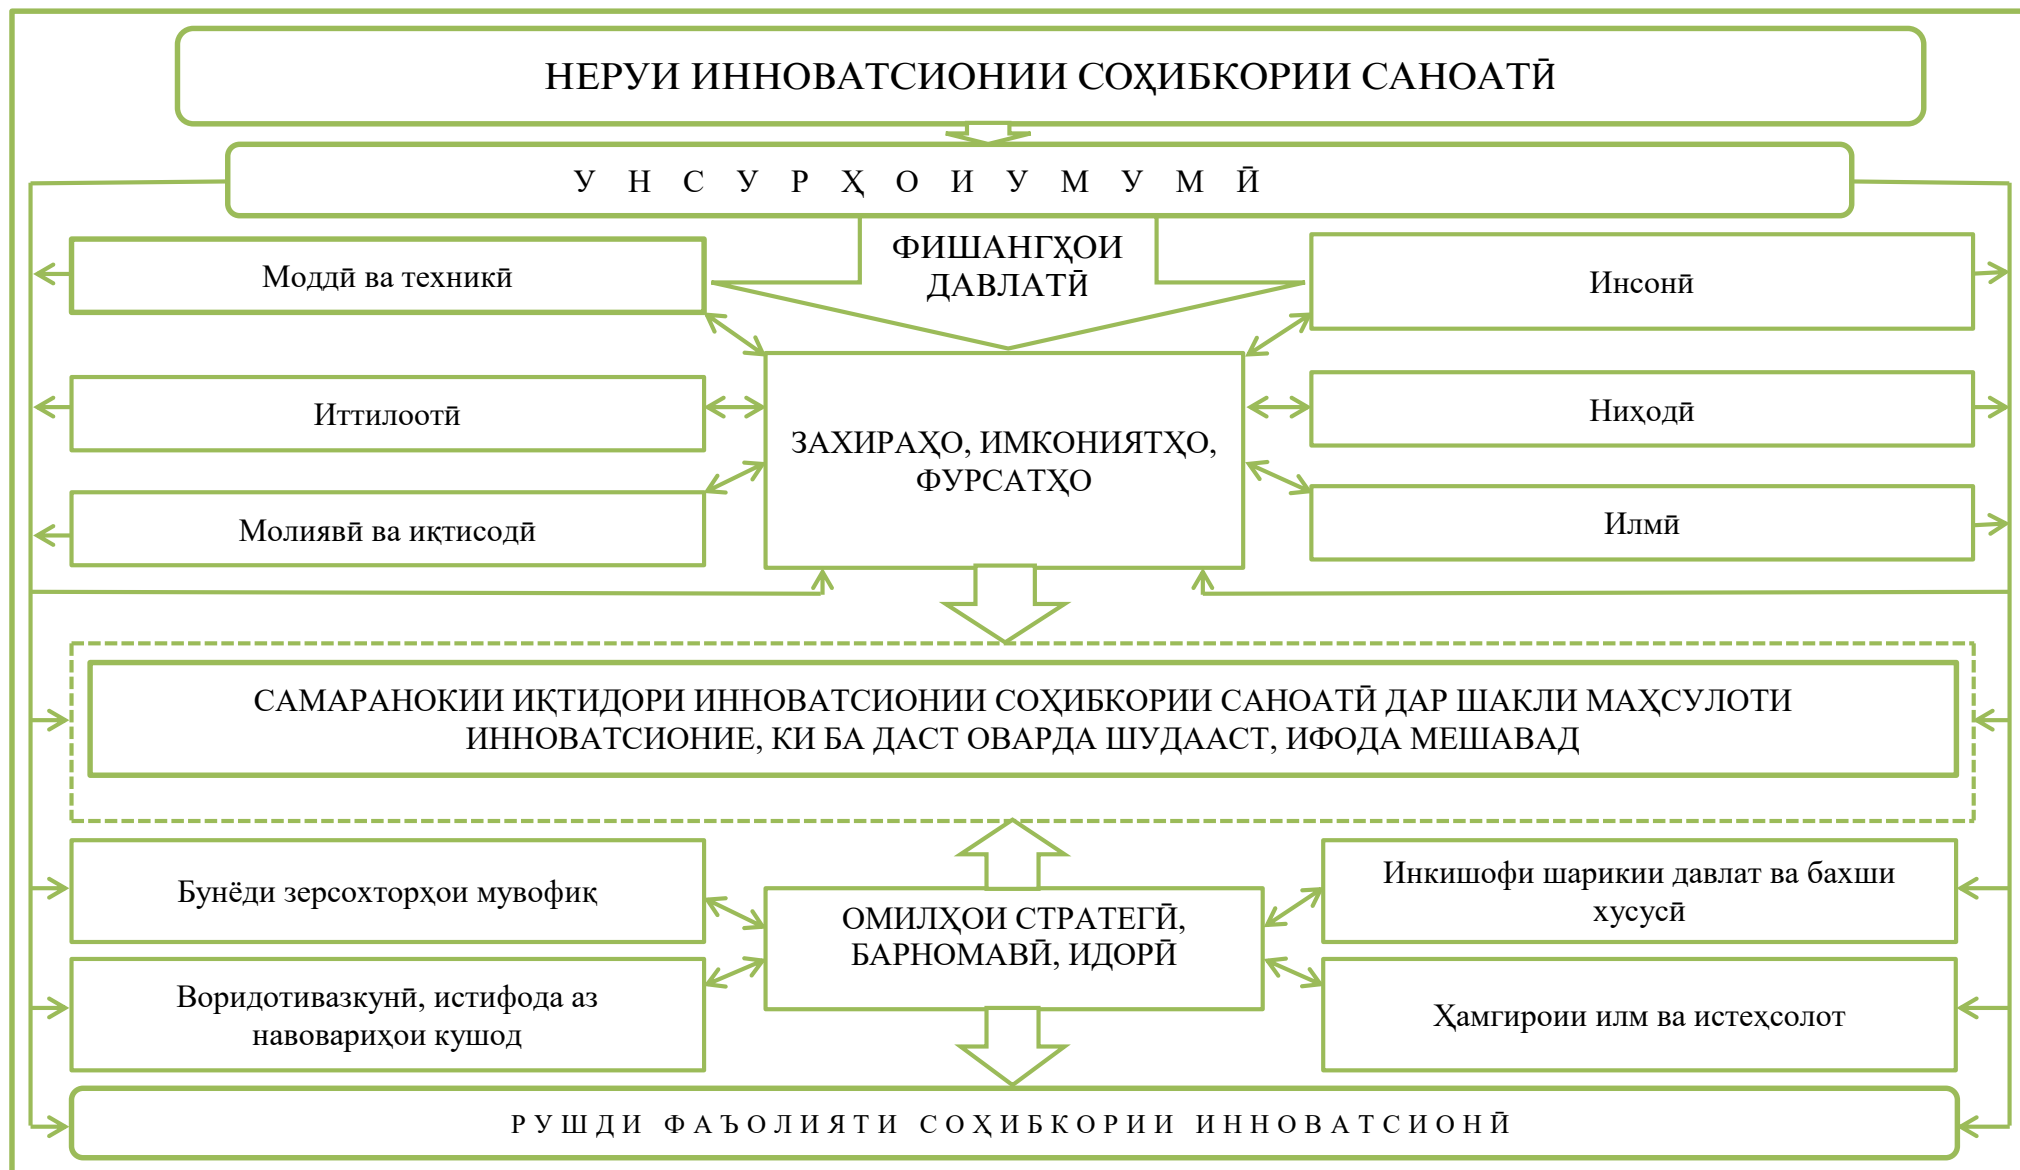 НЕРУИ ИННОВАТСИОНИИ СОҲИБКОРИИ САНОАТӢ
У Н С У Р Ҳ О И У М У М Ӣ
ФИШАНГҲОИ
ДАВЛАТӢ
Моддӣ ва техникӣ
Инсонӣ
Иттилоотӣ
Ниҳодӣ
ЗАХИРАҲО, ИМКОНИЯТҲО,
ФУРСАТҲО
Молиявӣ ва иқтисодӣ
Илмӣ
САМАРАНОКИИ ИҚТИДОРИ ИННОВАТСИОНИИ СОҲИБКОРИИ САНОАТӢ ДАР ШАКЛИ МАҲСУЛОТИ
ИННОВАТСИОНИЕ, КИ БА ДАСТ ОВАРДА ШУДААСТ, ИФОДА МЕШАВАД
Бунёди зерсохторҳои мувофиқ
Инкишофи шарикии давлат ва бахши
хусусӣ
ОМИЛҲОИ СТРАТЕГӢ,
БАРНОМАВӢ, ИДОРӢ
Воридотивазкунӣ, истифода аз
навовариҳои кушод
Ҳамгироии илм ва истеҳсолот
Р У Ш Д И Ф А Ъ О Л И Я Т И С О Ҳ И Б К О Р И И И Н Н О В А Т С И О Н Ӣ